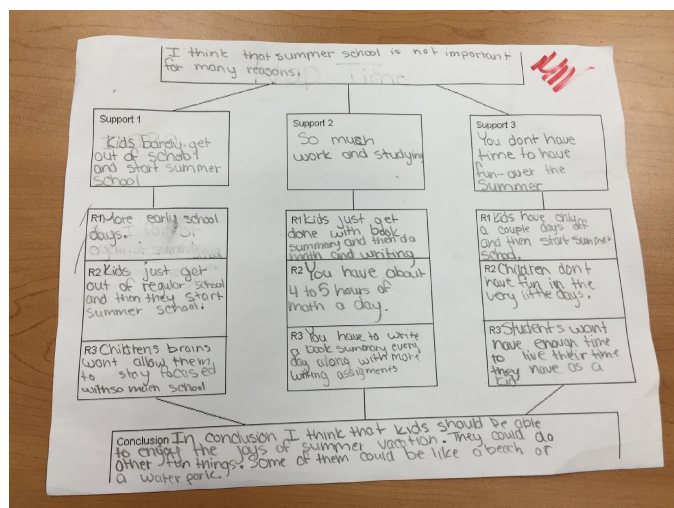 I think that summer school is not important
for many reasons.
Support 1
Kids barely get
out of school
and start summer
school
Support 2
So much
work and studying
Support 3
You dont have
time to have
fun over the
Summer
R1 More early school
days.
R2 Kids just get
out of regular school
and then they start
summer school.
R3 Childrens brains
wont allow them
to stay focused
with so much school
R1 Kids just get
done with book
summary and then do
math and writing
R2 You have about
4 to 5 hours of
math a day.
R3 You have to write
a book summary every
day along with more
writing assigments
R1 Kids have only
a couple days off
and then start summer
school.
R2 Children dont
have fun in the
very little days.
R3 Students wont
have enough time
to live their time
they have as a
kid
Conclusion In conclusion I think that kids should be able
to enjoy the joys of summer vacation. They could do
other fun things. Some of them could be like a beach or
a water park.